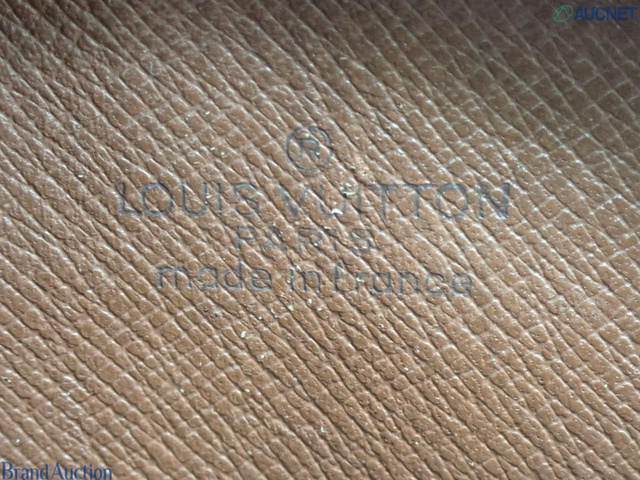 AUCNET
®
LOUIS VUITTON
PARIS
made in france
BrandAuction